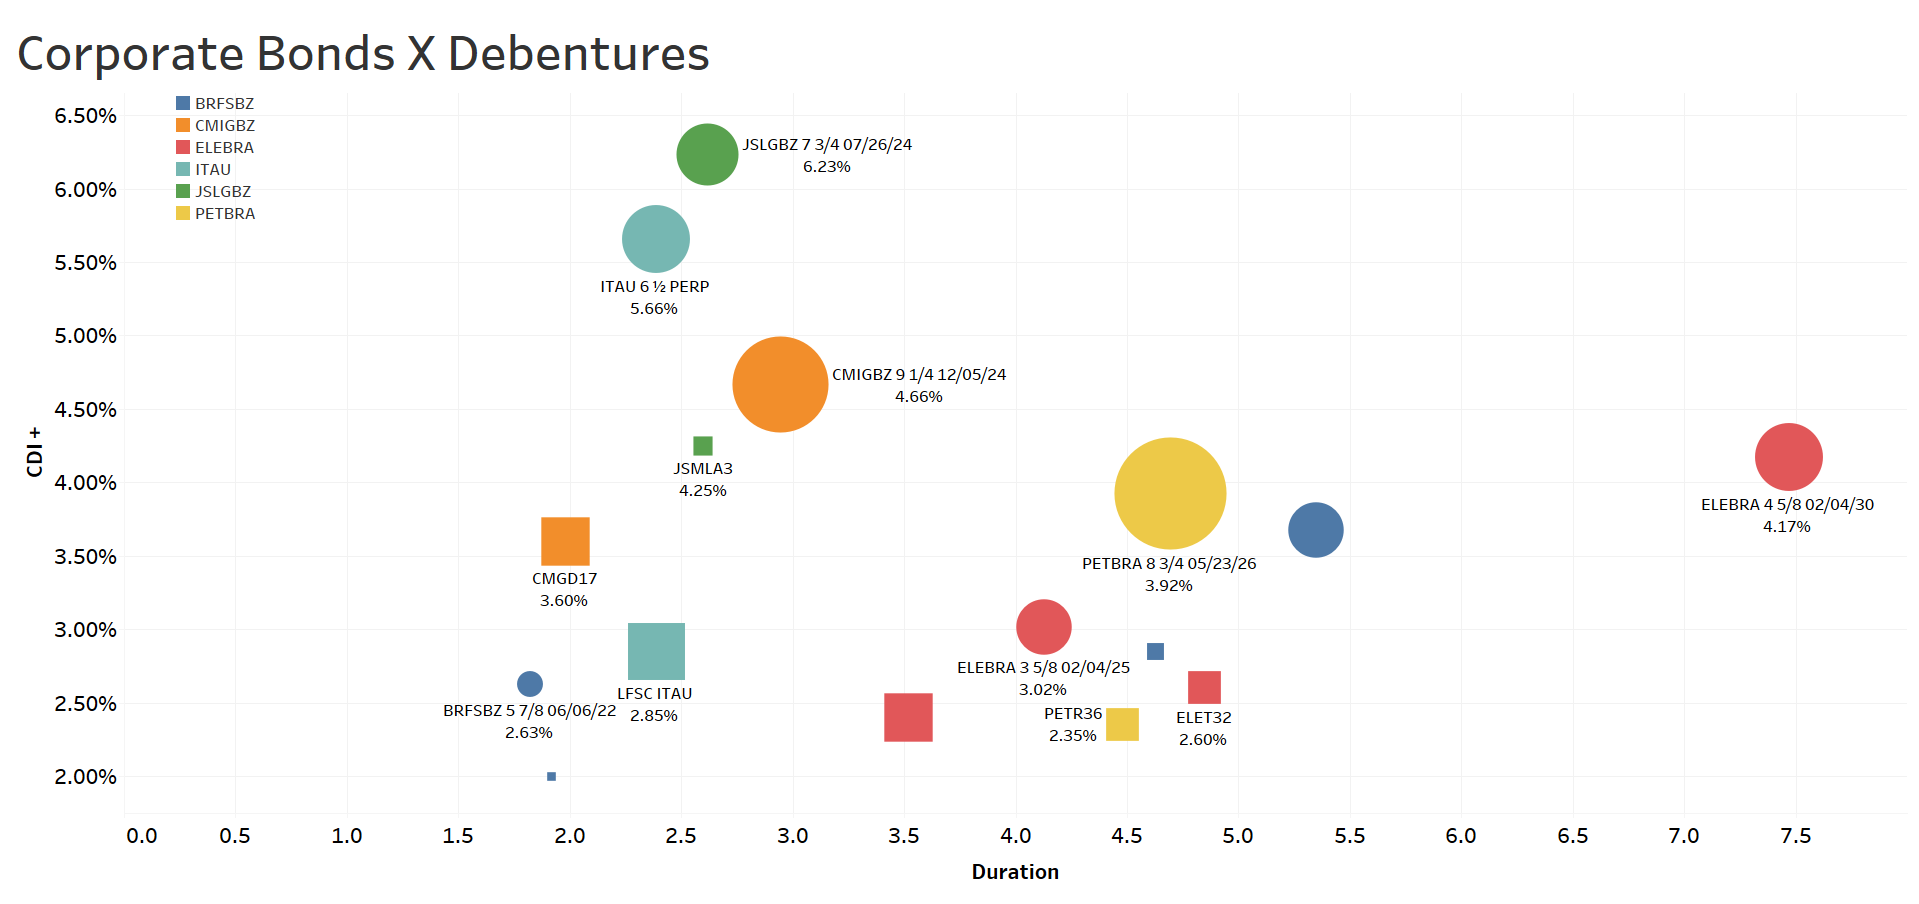 Corporate Bonds X Debentures
BRFSBZ
CMIGBZ
ELEBRA
ITAU
JSLGBZ
PETBRA
6.50%
6.00%
5.50%
5.00%
4.50%
4.00%
3.50%
3.00%
2.50%
2.00%
CDI +
JSLGBZ 7 3/4 07/26/24
6.23%
ITAU 6 ½ PERP
5.66%
CMIGBZ 9 1/4 12/05/24
4.66%
JSMLA3
4.25%
ELEBRA 4 5/8 02/04/30
4.17%
PETBRA 8 3/4 05/23/26
3.92%
CMGD17
3.60%
ELEBRA 3 5/8 02/04/25
3.02%
LFSC ITAU
2.85%
BRFSBZ 5 7/8 06/06/22
2.63%
PETR36
2.35%
ELET32
2.60%
0.0 0.5 1.0 1.5 2.0 2.5 3.0 3.5 4.0 4.5 5.0 5.5 6.0 6.5 7.0 7.5
Duration